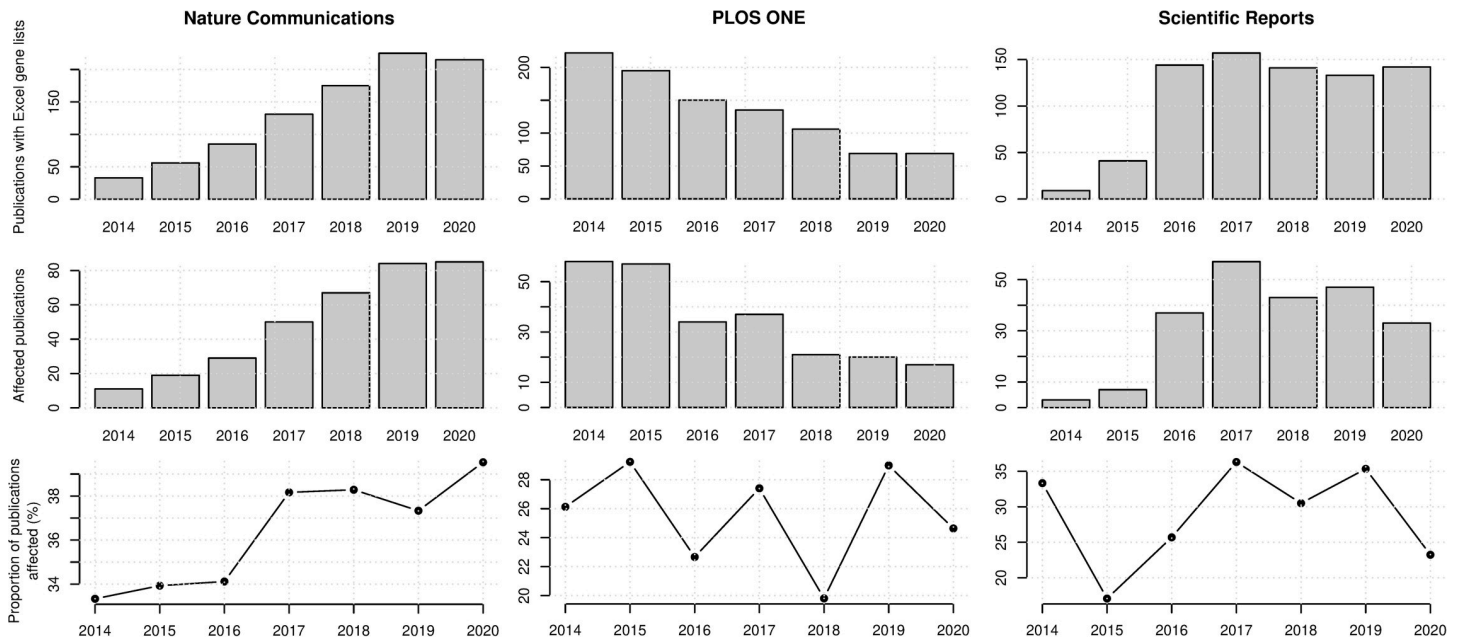 Nature Communications
PLOS ONE
Scientific Reports
Publications with Excel gene lists
0
50
150
2014 2015 2016 2017 2018 2019 2020
0
50
100
200
2014 2015 2016 2017 2018 2019 2020
0
50
100
150
2014 2015 2016 2017 2018 2019 2020
Affected publications
0
20
40
60
80
2014 2015 2016 2017 2018 2019 2020
0
10
30
50
2014 2015 2016 2017 2018 2019 2020
0
10
30
50
2014 2015 2016 2017 2018 2019 2020
Proportion of publications
affected (%)
34
36
38
2014 2015 2016 2017 2018 2019 2020
20
22
24
26
28
2014 2015 2016 2017 2018 2019 2020
20
25
30
35
2014 2015 2016 2017 2018 2019 2020